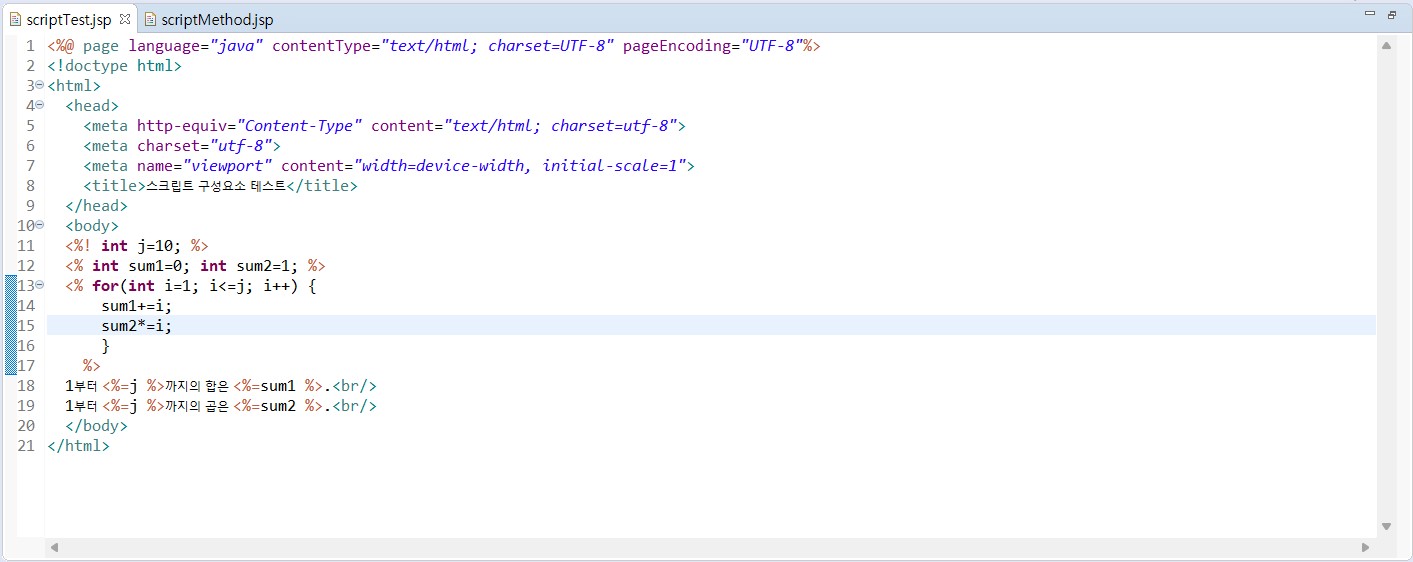 scriptTest.jsp scriptMethod.jsp
1 <%@ page language="java" contentType="text/html; charset=UTF-8" pageEncoding="UTF-8"%>
2 <!doctype html>
3 <html>
4   <head>
5     <meta http-equiv="Content-Type" content="text/html; charset=utf-8">
6     <meta charset="utf-8">
7     <meta name="viewport" content="width=device-width, initial-scale=1">
8     <title>스크립트 구성요소 테스트</title>
9   </head>
10   <body>
11   <%! int j=10; %>
12   <% int sum1=0; int sum2=1; %>
13   <% for(int i=1; i<=j; i++) {
14       sum1+=i;
15       sum2*=i;
16       }
17     %>
18   1부터 <%=j %>까지의 합은 <%=sum1 %>.<br/>
19   1부터 <%=j %>까지의 곱은 <%=sum2 %>.<br/>
20   </body>
21 </html>